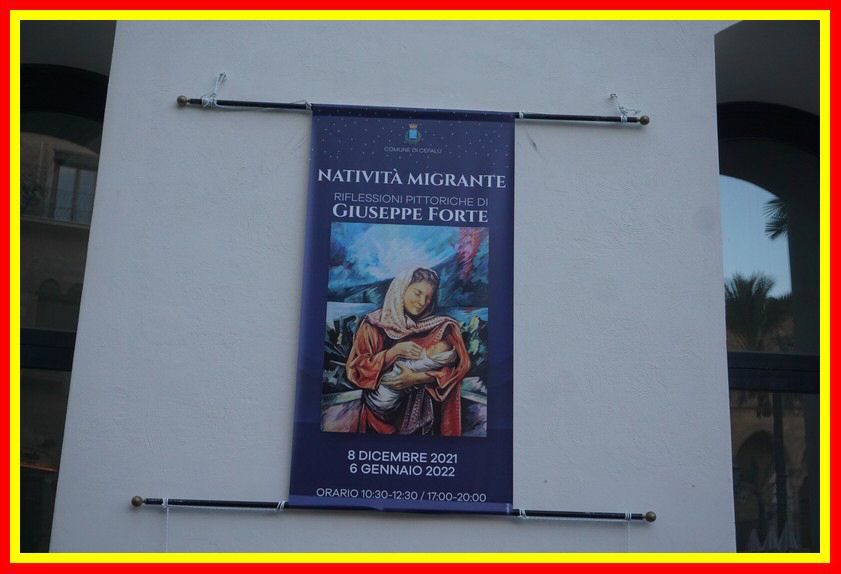 COMUNE DI CEFALÙ
NATIVITÀ MIGRANTE
RIFLESSIONI PITTORICHE DI
GIUSEPPE FORTE
8 DICEMBRE 2021
6 GENNAIO 2022
ORARIO 10:30-12:30 / 17:00-20:00